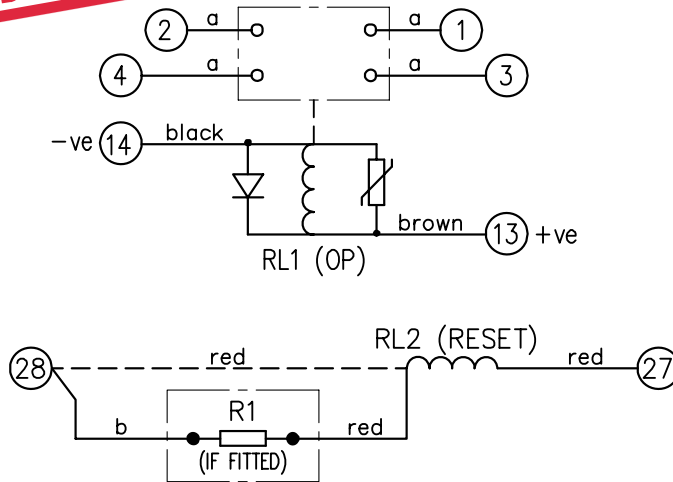 2 a a 1
4 a a 3
-ve 14 black
brown 13 +ve
RL1 (OP)
RL2 (RESET)
28 red red 27
R1
b red
(IF FITTED)